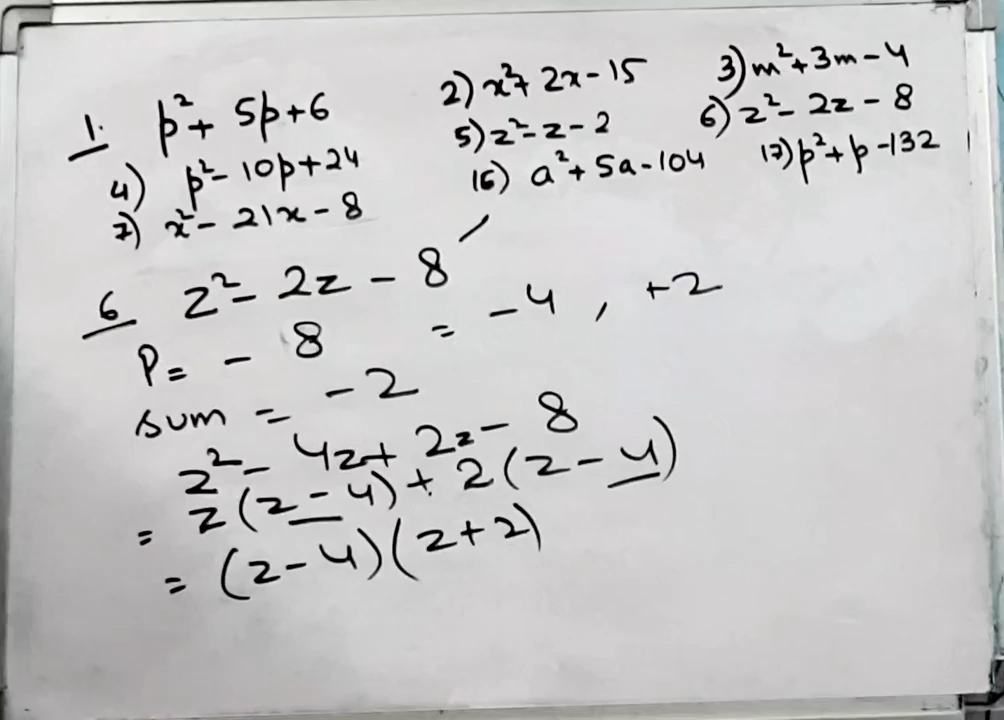 1. p² + 5p+6 2) x²+ 2x-15 3) m²+3m-4
4) p²- 10p+24 5) z²-z-2 6) z²- 2z-8
7) x²- 21x-8 16) a²+5a-104 17) p²+p-132
6 z²- 2z - 8
P= - 8 = -4, +2
sum = -2
z²- 4z+2z-8
= z(z-4)+2(z-4)
= (z-4)(z+2)